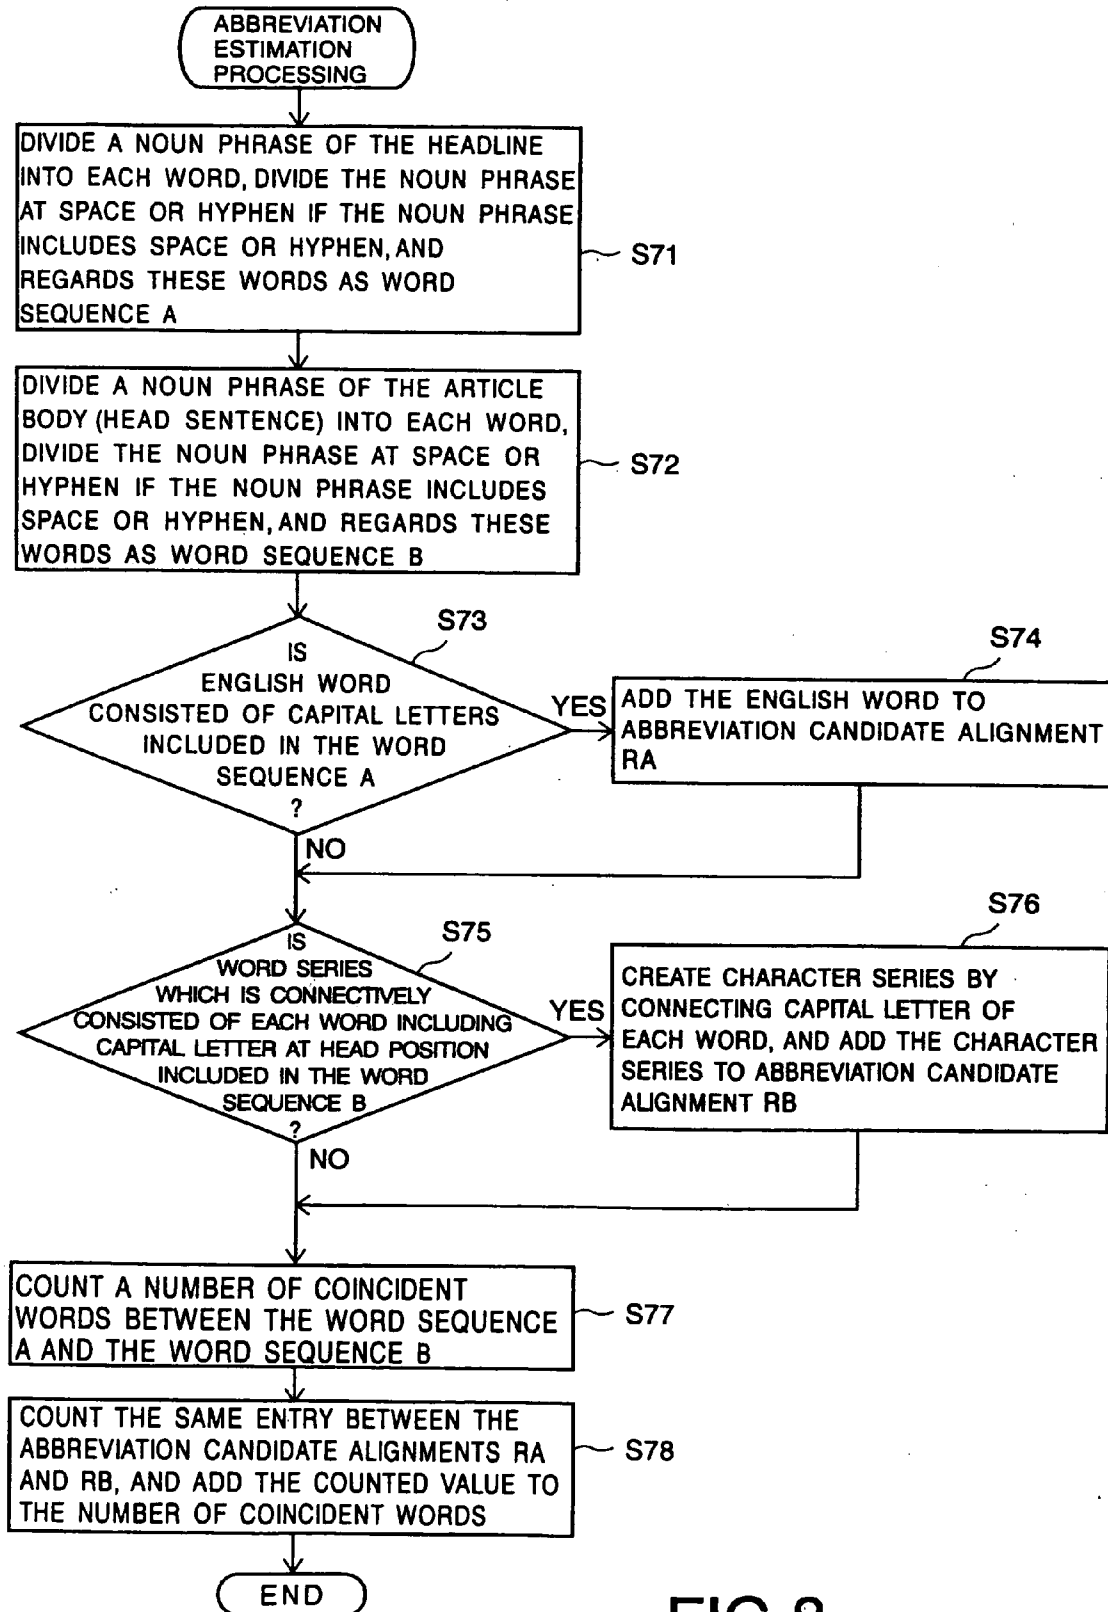 ABBREVIATION
ESTIMATION
PROCESSING
DIVIDE A NOUN PHRASE OF THE HEADLINE
INTO EACH WORD, DIVIDE THE NOUN PHRASE
AT SPACE OR HYPHEN IF THE NOUN PHRASE
INCLUDES SPACE OR HYPHEN, AND
REGARDS THESE WORDS AS WORD
SEQUENCE A
S71
DIVIDE A NOUN PHRASE OF THE ARTICLE
BODY (HEAD SENTENCE) INTO EACH WORD,
DIVIDE THE NOUN PHRASE AT SPACE OR
HYPHEN IF THE NOUN PHRASE INCLUDES
SPACE OR HYPHEN, AND REGARDS THESE
WORDS AS WORD SEQUENCE B
S72
S73
IS
ENGLISH WORD
CONSISTED OF CAPITAL LETTERS
INCLUDED IN THE WORD
SEQUENCE A
?
YES
NO
S74
ADD THE ENGLISH WORD TO
ABBREVIATION CANDIDATE ALIGNMENT
RA
S75
IS
WORD SERIES
WHICH IS CONNECTIVELY
CONSISTED OF EACH WORD INCLUDING
CAPITAL LETTER AT HEAD POSITION
INCLUDED IN THE WORD
SEQUENCE B
?
YES
NO
S76
CREATE CHARACTER SERIES BY
CONNECTING CAPITAL LETTER OF
EACH WORD, AND ADD THE CHARACTER
SERIES TO ABBREVIATION CANDIDATE
ALIGNMENT RB
COUNT A NUMBER OF COINCIDENT
WORDS BETWEEN THE WORD SEQUENCE
A AND THE WORD SEQUENCE B
S77
COUNT THE SAME ENTRY BETWEEN THE
ABBREVIATION CANDIDATE ALIGNMENTS RA
AND RB, AND ADD THE COUNTED VALUE TO
THE NUMBER OF COINCIDENT WORDS
S78
END